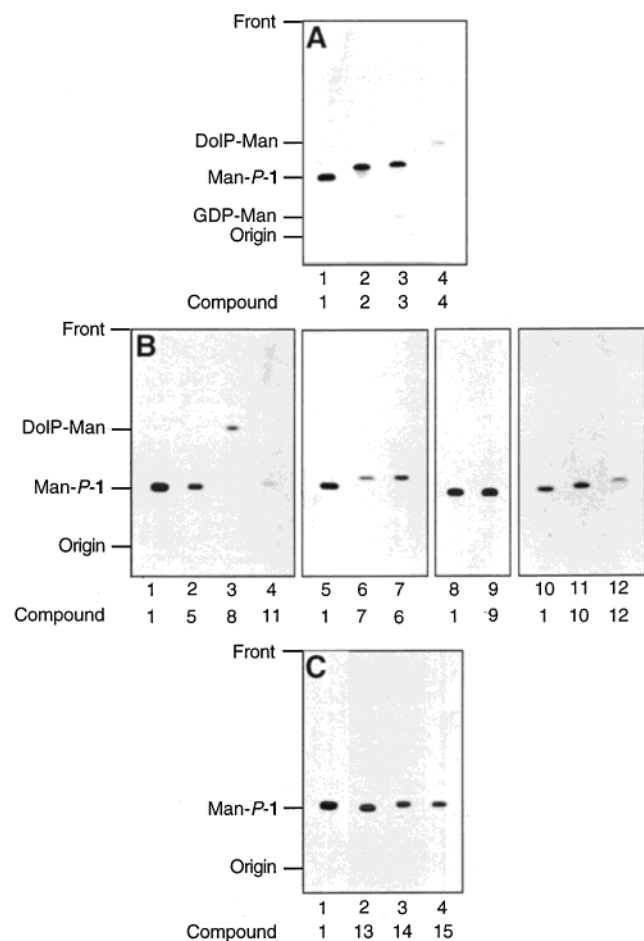 Front
A
DolP-Man
Man-P-1
GDP-Man
Origin
1 2 3 4
Compound 1 2 3 4
Front
B
DolP-Man
Man-P-1
Origin
1 2 3 4 5 6 7 8 9 10 11 12
Compound 1 5 8 11 1 7 6 1 9 1 10 12
Front
C
Man-P-1
Origin
1 2 3 4
Compound 1 13 14 15